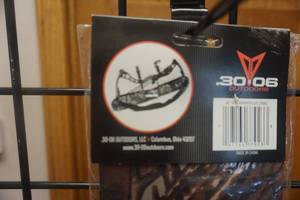 .30-06
OUTDOORS
.30-06 OUTDOORS, LLC • Columbus, Ohio 43207
www.30-06outdoors.com
MADE IN CHINA